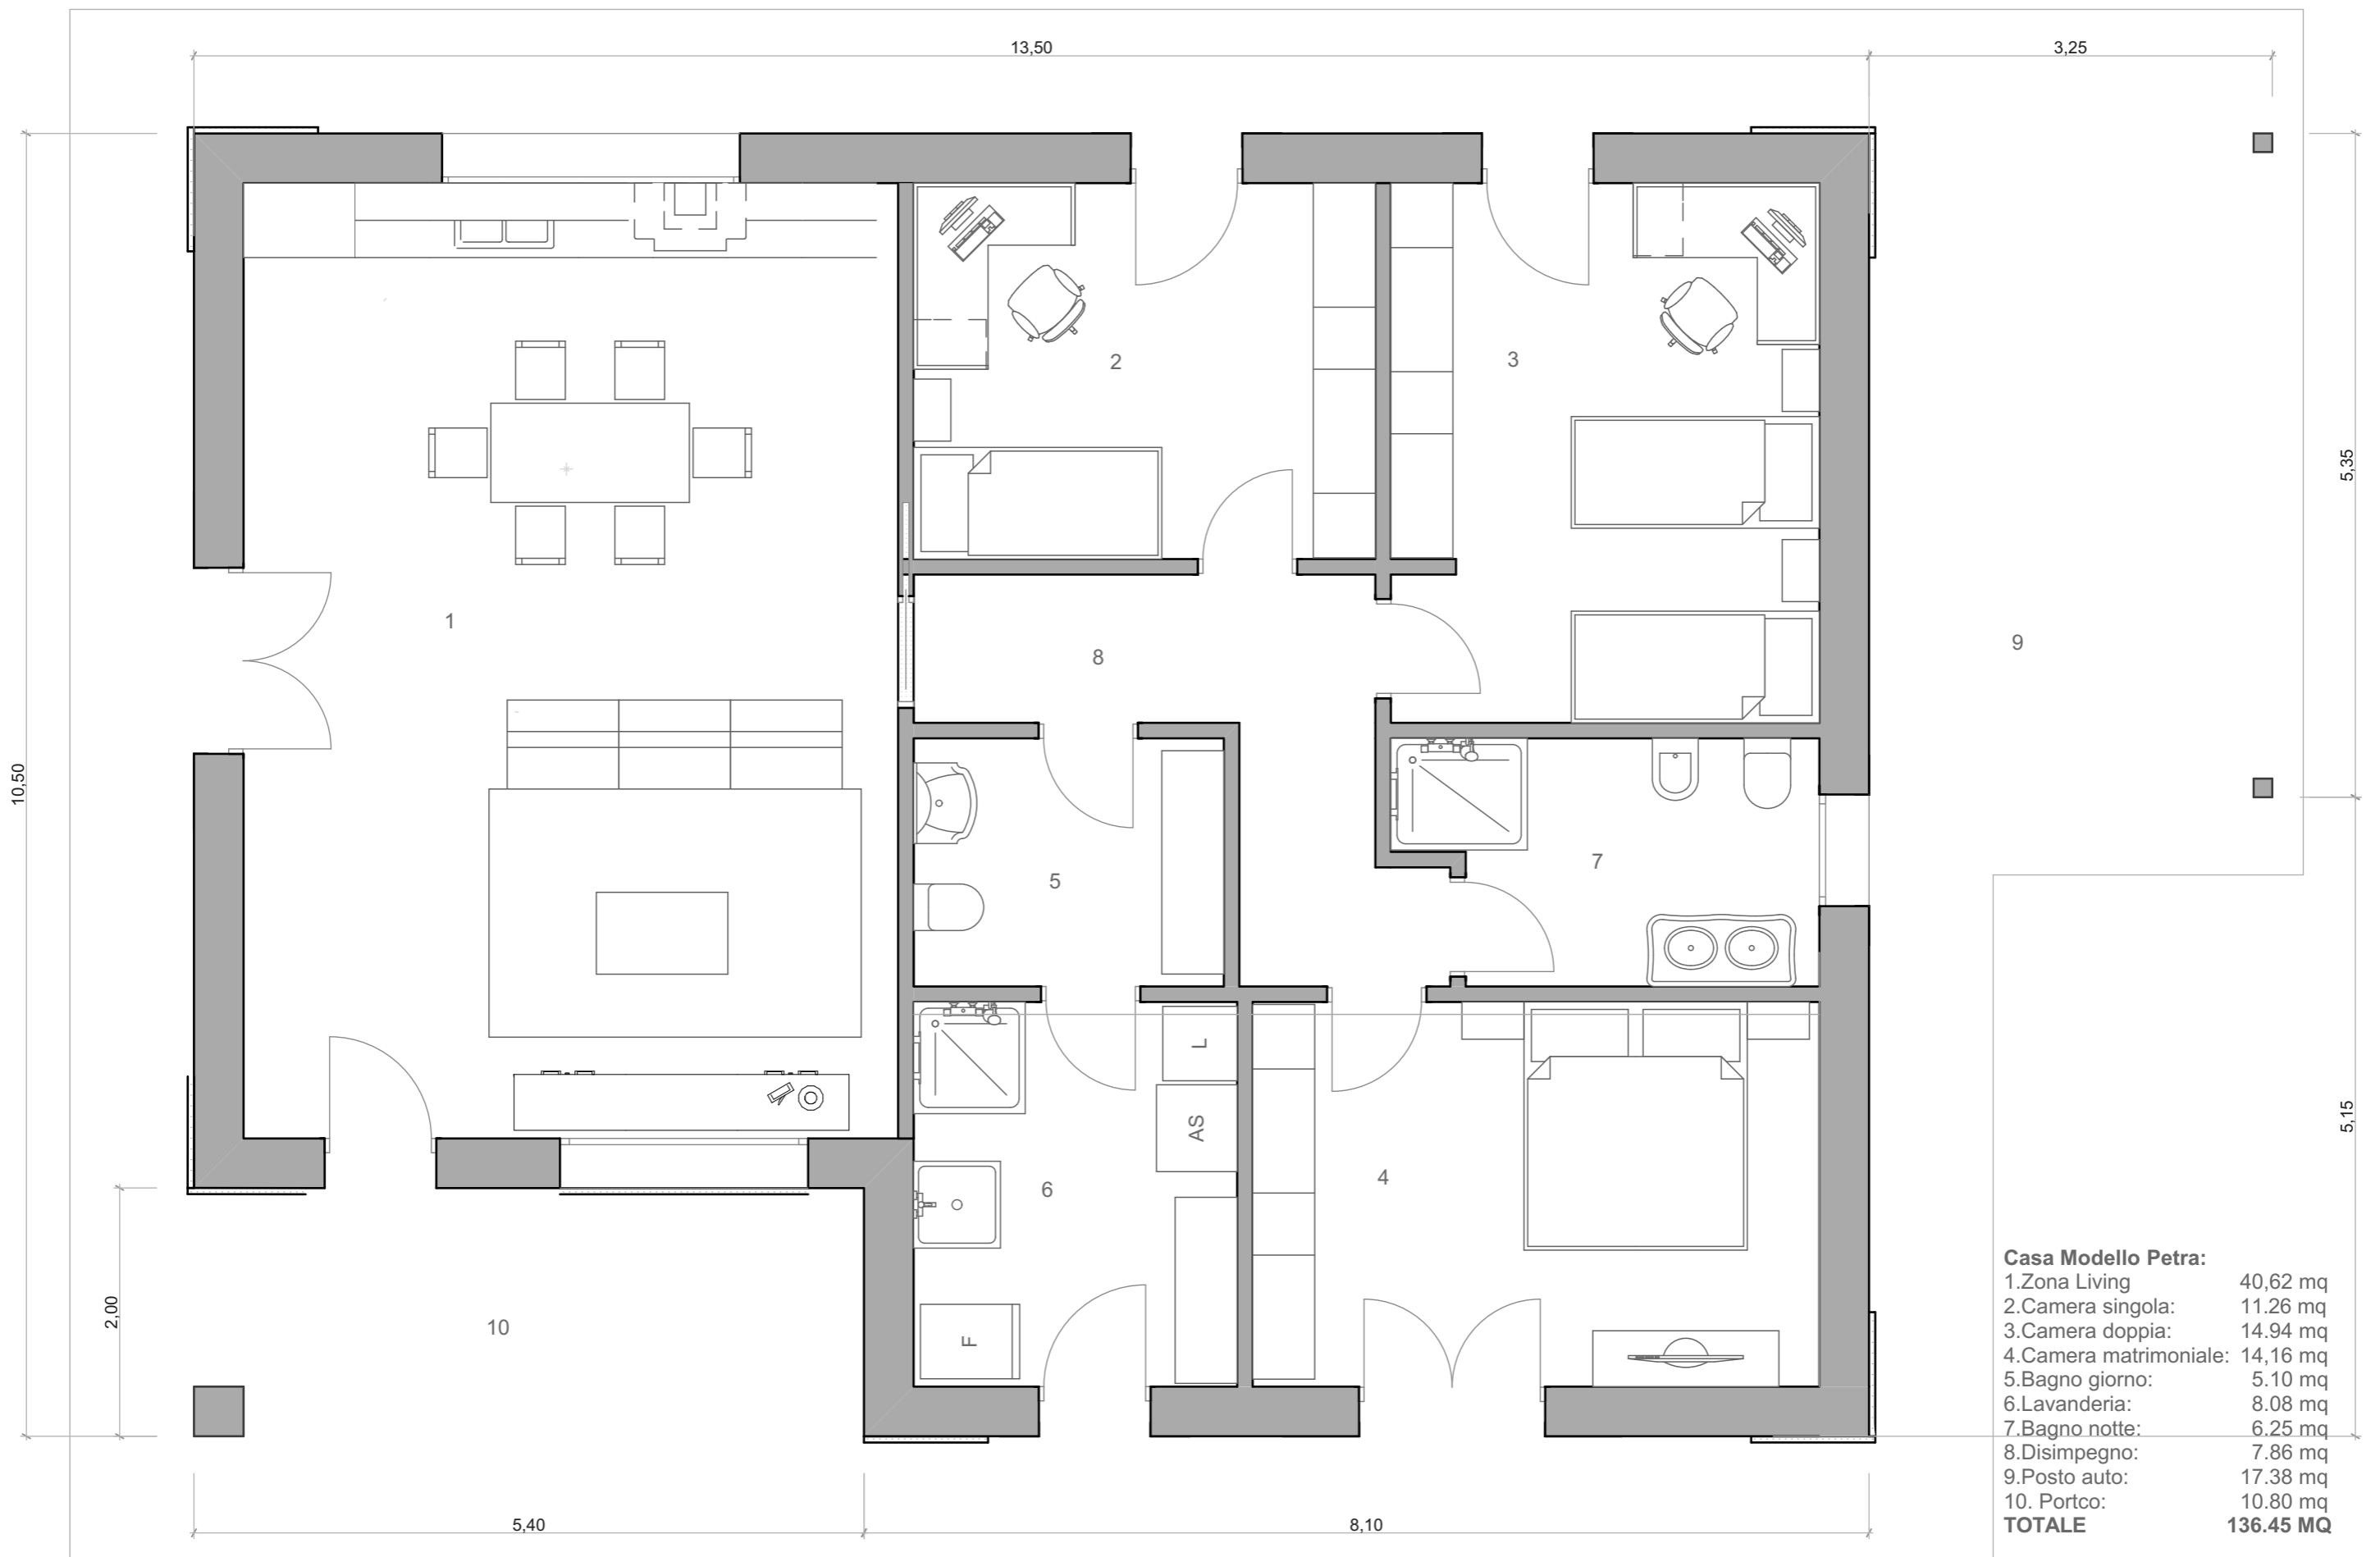 13,50
3,25
2
3
5,35
1
8
9
10,50
7
5
L
AS
5,15
4
6
2,00
10
F
Casa Modello Petra:
1.Zona Living 40,62 mq
2.Camera singola: 11.26 mq
3.Camera doppia: 14.94 mq
4.Camera matrimoniale: 14,16 mq
5.Bagno giorno: 5.10 mq
6.Lavanderia: 8.08 mq
7.Bagno notte: 6.25 mq
8.Disimpegno: 7.86 mq
9.Posto auto: 17.38 mq
10. Portco: 10.80 mq
TOTALE 136.45 MQ
5,40
8,10